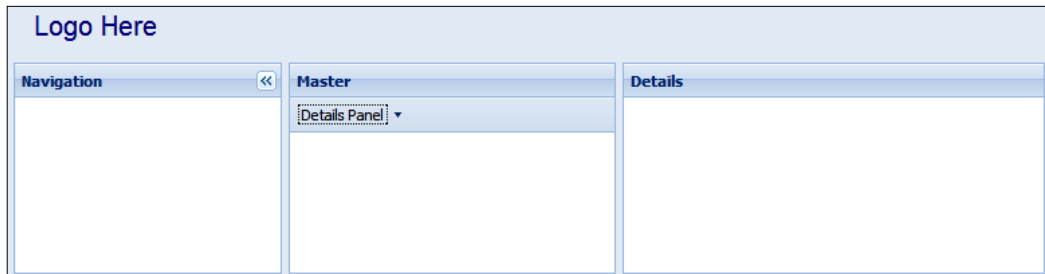 Logo Here
Navigation
Master
Details
Details Panel